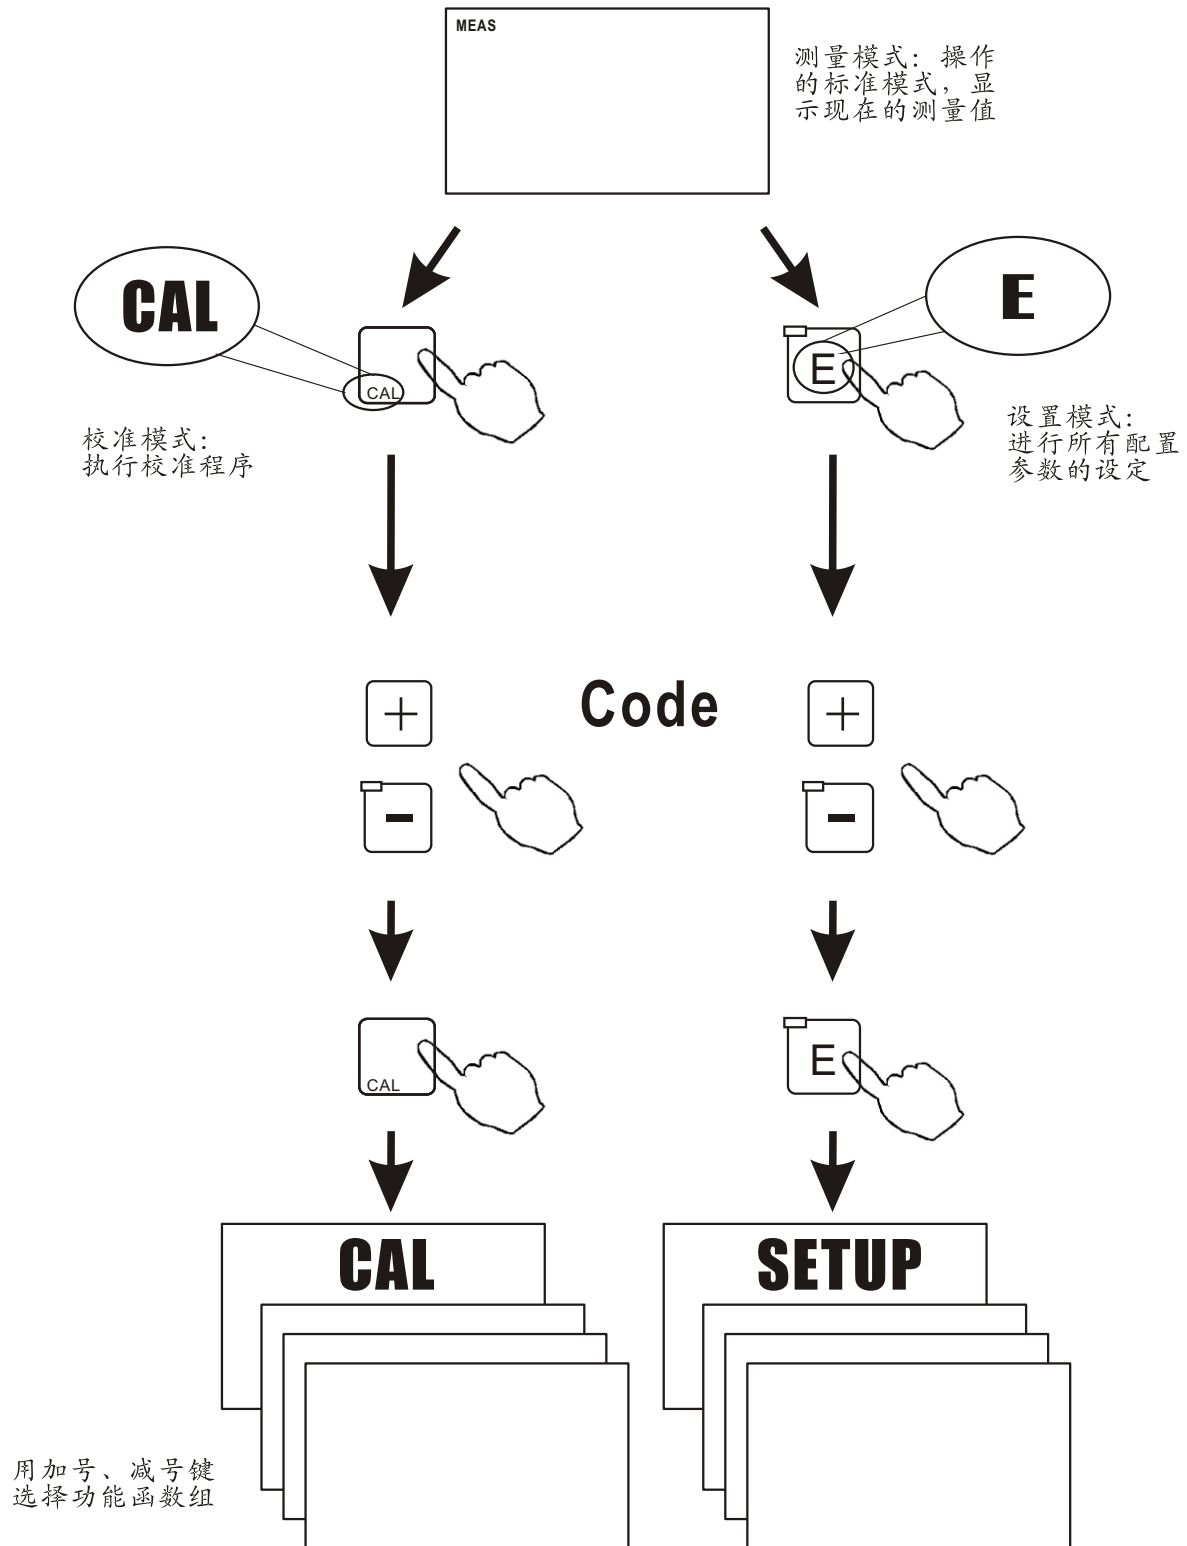 MEAS
测量模式：操作
的标准模式，显
示现在的测量值
CAL
E
CAL
E
校准模式：
执行校准程序
设置模式：
进行所有配置
参数的设定
+
Code
+
-
-
CAL
E
CAL
SETUP
用加号、减号键
选择功能函数组